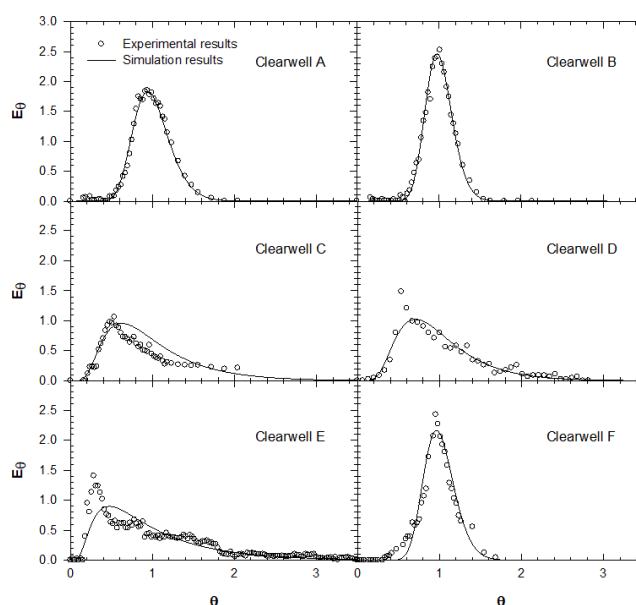 3.0
2.5
2.0
1.5
1.0
0.5
0.0
Eθ
Experimental results
Simulation results
Clearwell A
Clearwell B
2.5
2.0
1.5
1.0
0.5
0.0
Eθ
Clearwell C
Clearwell D
2.5
2.0
1.5
1.0
0.5
0.0
Eθ
Clearwell E
Clearwell F
0 1 2 3 0 1 2 3
θ θ